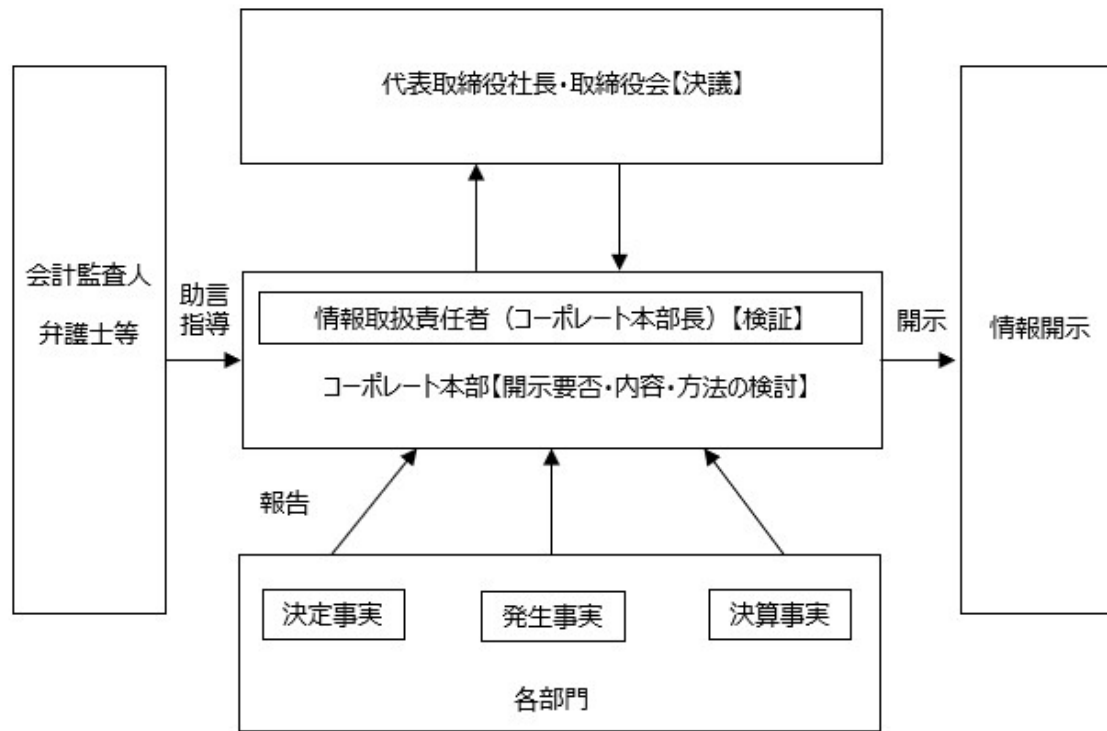 代表取締役社長・取締役会【決議】
会計監査人
弁護士等
助言
指導
情報取扱責任者（コーポレート本部長）【検証】
コーポレート本部【開示要否・内容・方法の検討】
開示
情報開示
報告
決定事実
発生事実
決算事実
各部門